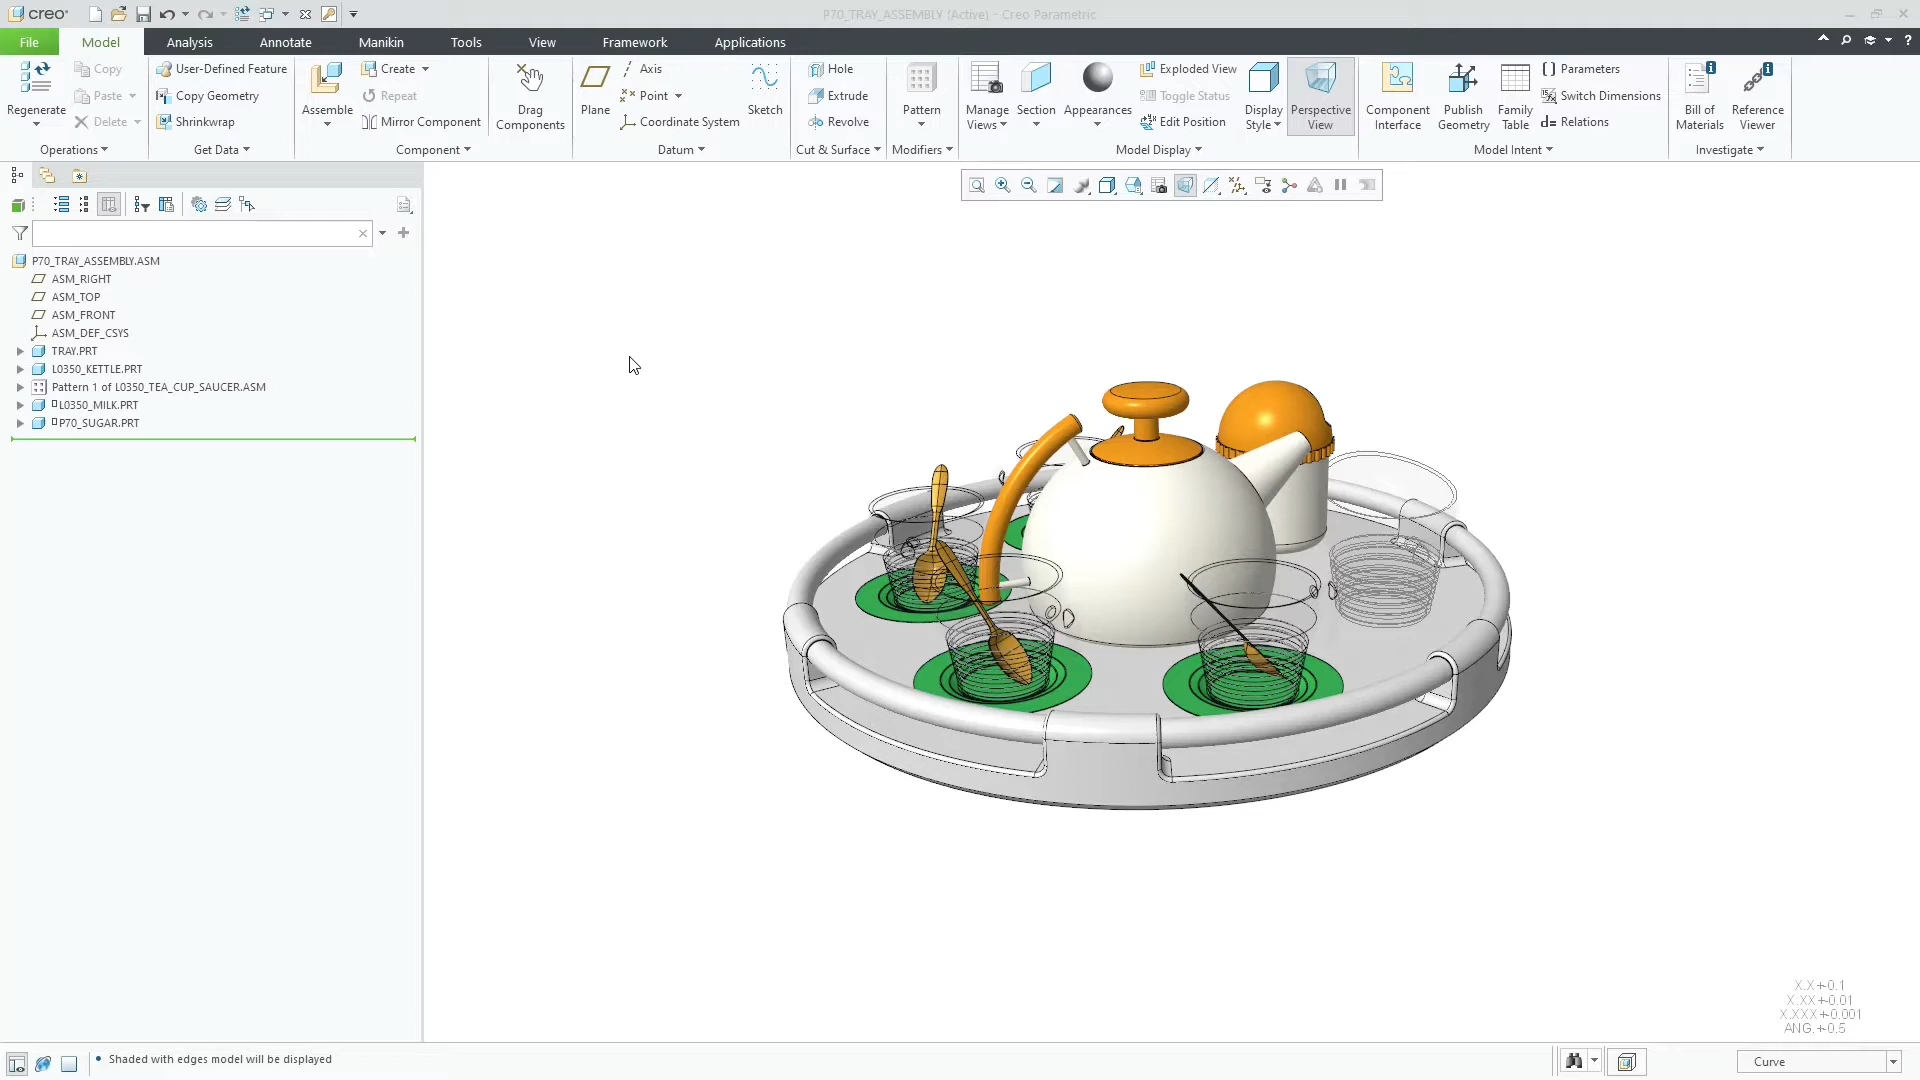 creo
P70_TRAY_ASSEMBLY (Active) - Creo Parametric
File
Model
Analysis
Annotate
Manikin
Tools
View
Framework
Applications
Regenerate
Copy
Paste
Delete
Operations
User-Defined Feature
Copy Geometry
Shrinkwrap
Get Data
Assemble
Create
Repeat
Mirror Component
Component
Drag
Components
Plane
Axis
Point
Coordinate System
Sketch
Datum
Hole
Extrude
Revolve
Cut & Surface
Pattern
Modifiers
Manage
Views
Section
Appearances
Exploded View
Toggle Status
Edit Position
Display
Style
Perspective
View
Model Display
Component
Interface
Publish
Geometry
Family
Table
Parameters
Switch Dimensions
d= Relations
Model Intent
Bill of
Materials
Reference
Viewer
Investigate
P70_TRAY_ASSEMBLY.ASM
ASM_RIGHT
ASM_TOP
ASM_FRONT
ASM_DEF_CSYS
TRAY.PRT
L0350_KETTLE.PRT
Pattern 1 of L0350_TEA_CUP_SAUCER.ASM
L0350_MILK.PRT
P70_SUGAR.PRT
X.X+-0.1
X.XX+-0.01
X.XXX+-0.001
ANG.+-0.5
• Shaded with edges model will be displayed
Curve